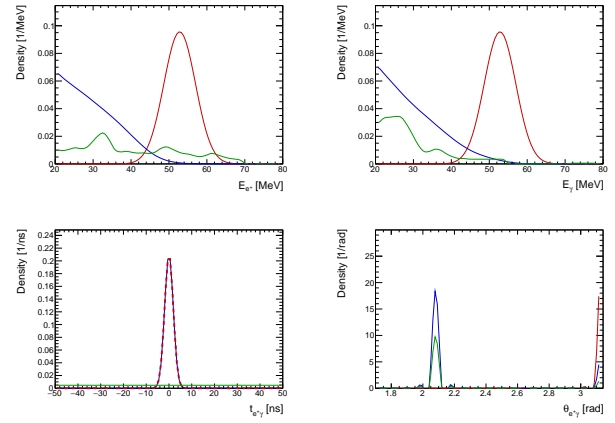 Density [1/MeV]
0.1
0.08
0.06
0.04
0.02
0
20 30 40 50 60 70 80
E_e⁺ [MeV]
Density [1/MeV]
0.1
0.08
0.06
0.04
0.02
0
20 30 40 50 60 70 80
E_γ [MeV]
Density [1/ns]
0.24
0.22
0.2
0.18
0.16
0.14
0.12
0.1
0.08
0.06
0.04
0.02
0
−50 −40 −30 −20 −10 0 10 20 30 40 50
t_e⁺γ [ns]
Density [1/rad]
30
25
20
15
10
5
0
1.8 2 2.2 2.4 2.6 2.8 3
θ_e⁺γ [rad]